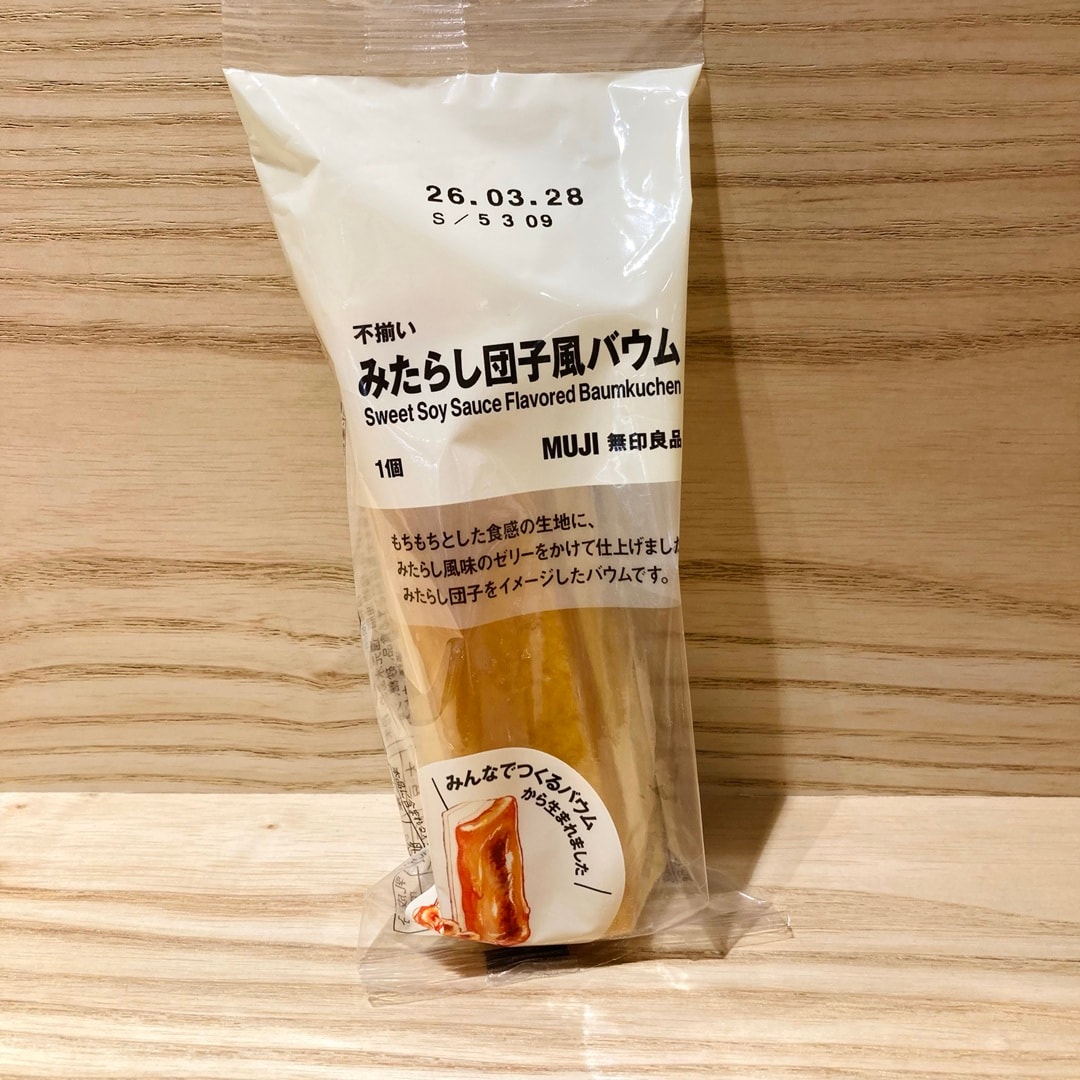 26.03.28
S/5309
不揃い
みたらし団子風バウム
Sweet Soy Sauce Flavored Baumkuchen
1個
MUJI 無印良品
もちもちとした食感の生地に、
みたらし風味のゼリーをかけて仕上げました
みたらし団子をイメージしたバウムです。
みんなでつくるバウム
から生まれました